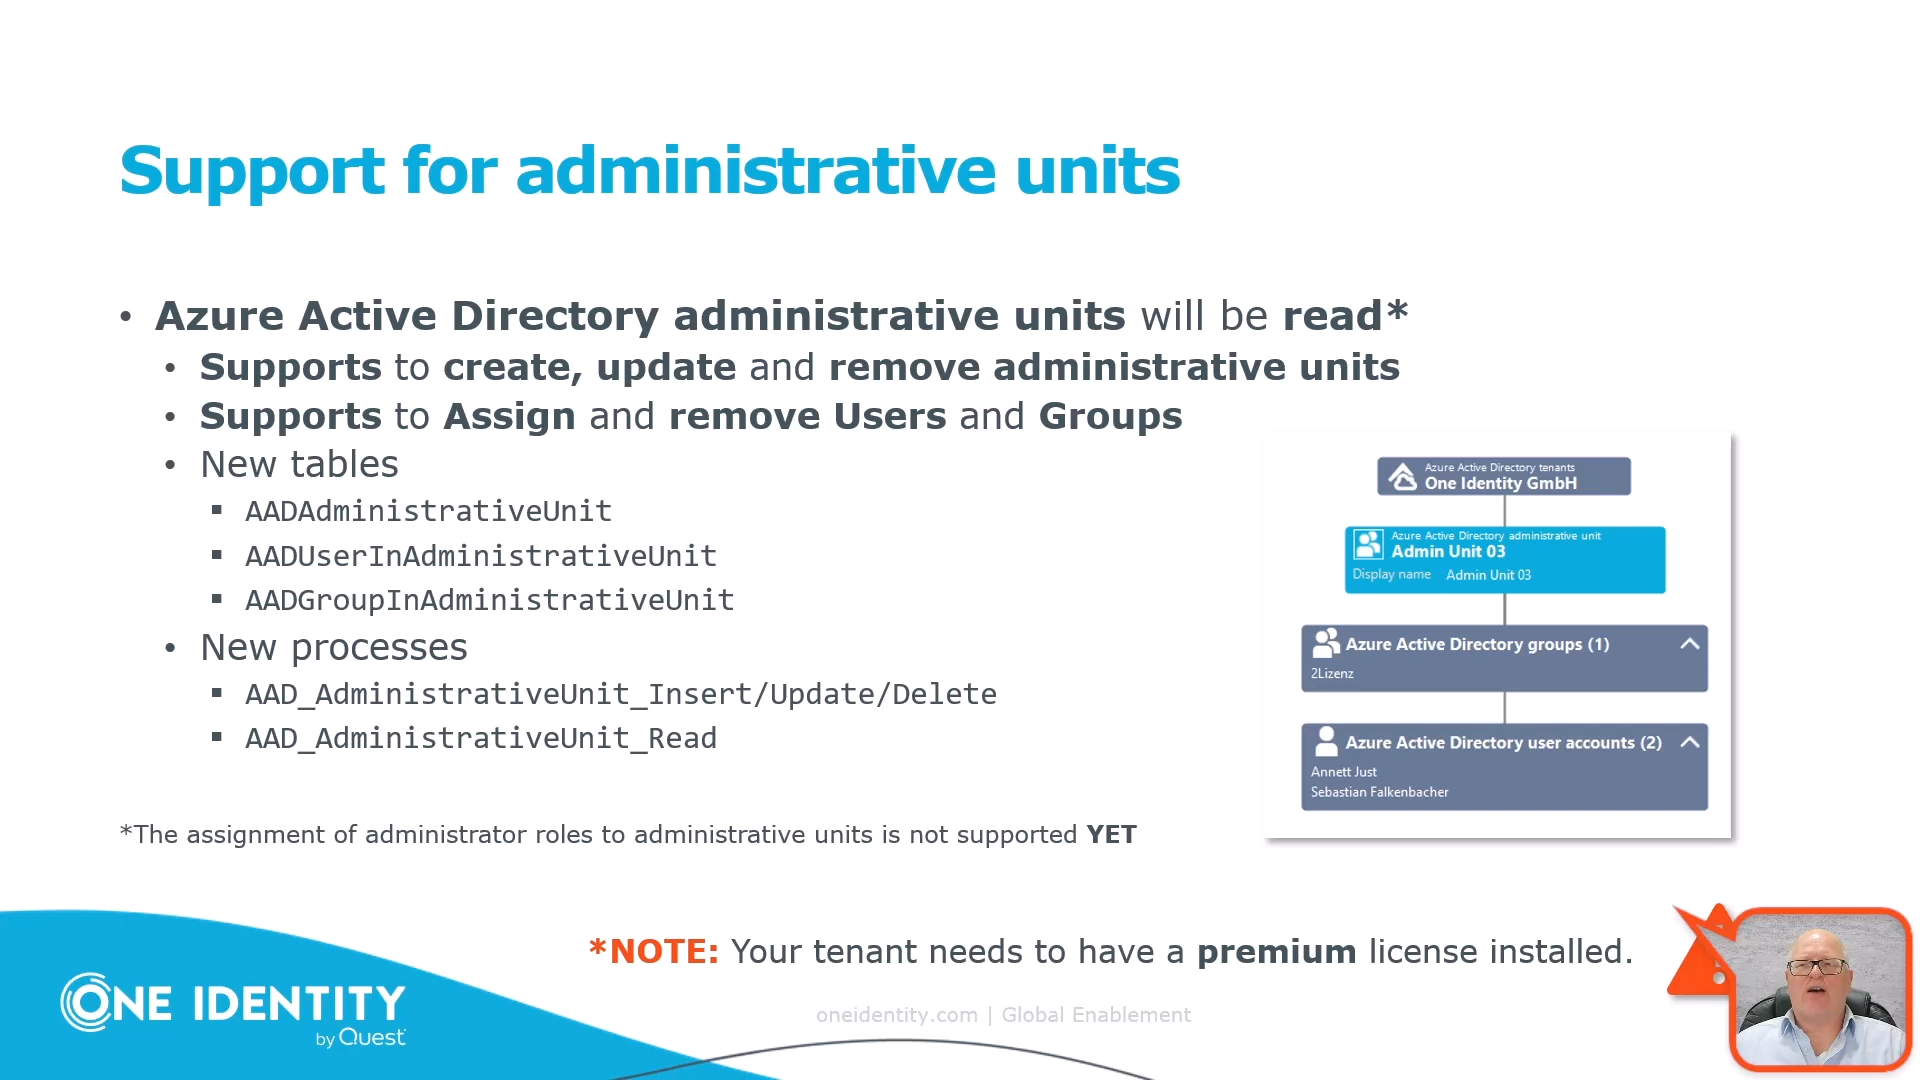 Support for administrative units
• Azure Active Directory administrative units will be read*
• Supports to create, update and remove administrative units
• Supports to Assign and remove Users and Groups
• New tables
▪ AADAdministrativeUnit
▪ AADUserInAdministrativeUnit
▪ AADGroupInAdministrativeUnit
• New processes
▪ AAD_AdministrativeUnit_Insert/Update/Delete
▪ AAD_AdministrativeUnit_Read
*The assignment of administrator roles to administrative units is not supported YET
Azure Active Directory tenants
One Identity GmbH
Azure Active Directory administrative unit
Admin Unit 03
Display name Admin Unit 03
Azure Active Directory groups (1)
2Lizenz
Azure Active Directory user accounts (2)
Annett Just
Sebastian Falkenbacher
*NOTE: Your tenant needs to have a premium license installed.
ONE IDENTITY
by Quest
oneidentity.com | Global Enablement